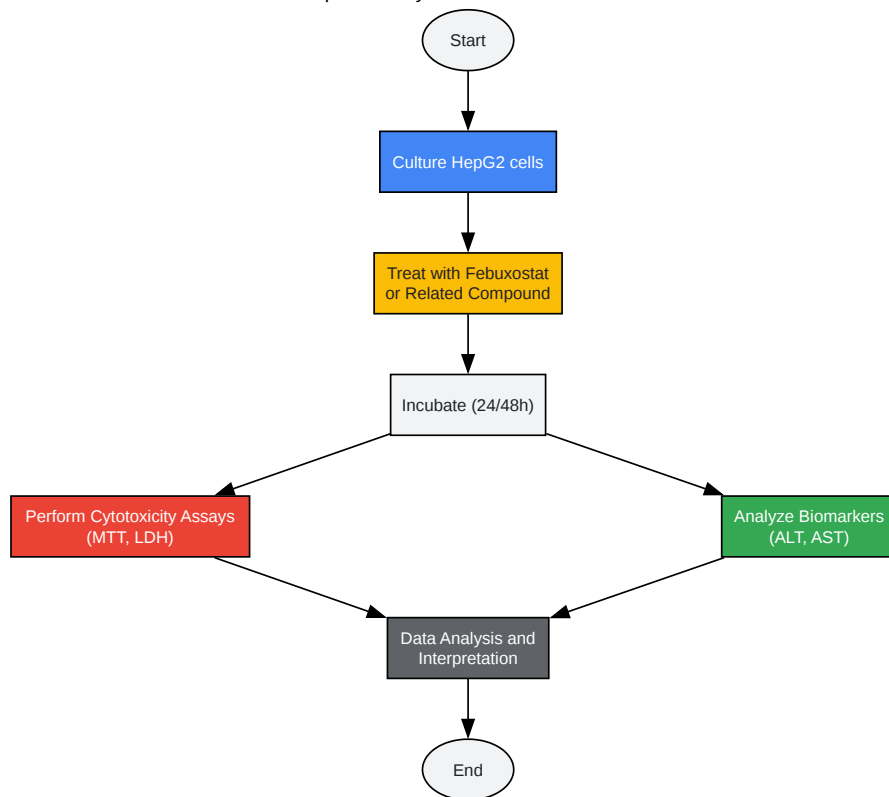 Start
Culture HepG2 cells
Treat with Febuxostat
or Related Compound
Incubate (24/48h)
Perform Cytotoxicity Assays
(MTT, LDH)
Analyze Biomarkers
(ALT, AST)
Data Analysis and
Interpretation
End